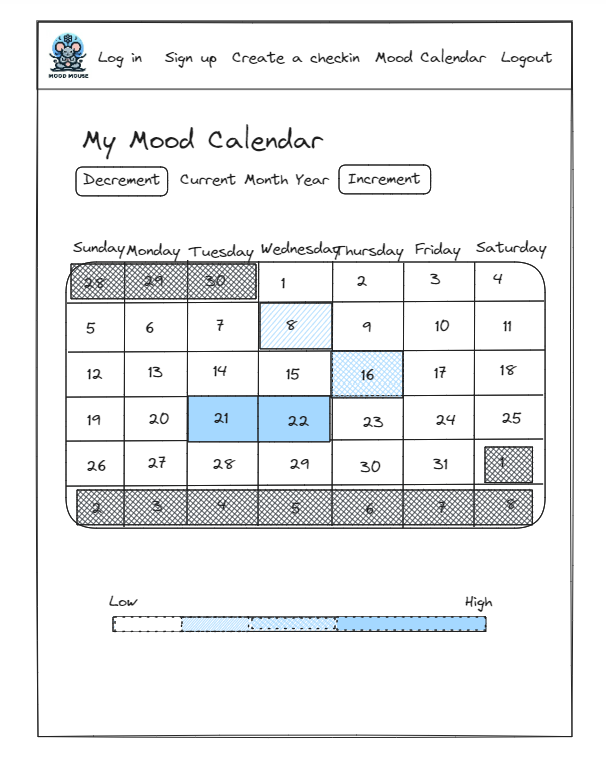 MOOD MOUSE
Log in Sign up Create a checkin Mood Calendar Logout
My Mood Calendar
Decrement Current Month Year Increment
Sunday Monday Tuesday Wednesday Thursday Friday Saturday
28 29 30 1 2 3 4
5 6 7 8 9 10 11
12 13 14 15 16 17 18
19 20 21 22 23 24 25
26 27 28 29 30 31 1
2 3 4 5 6 7 8
Low High